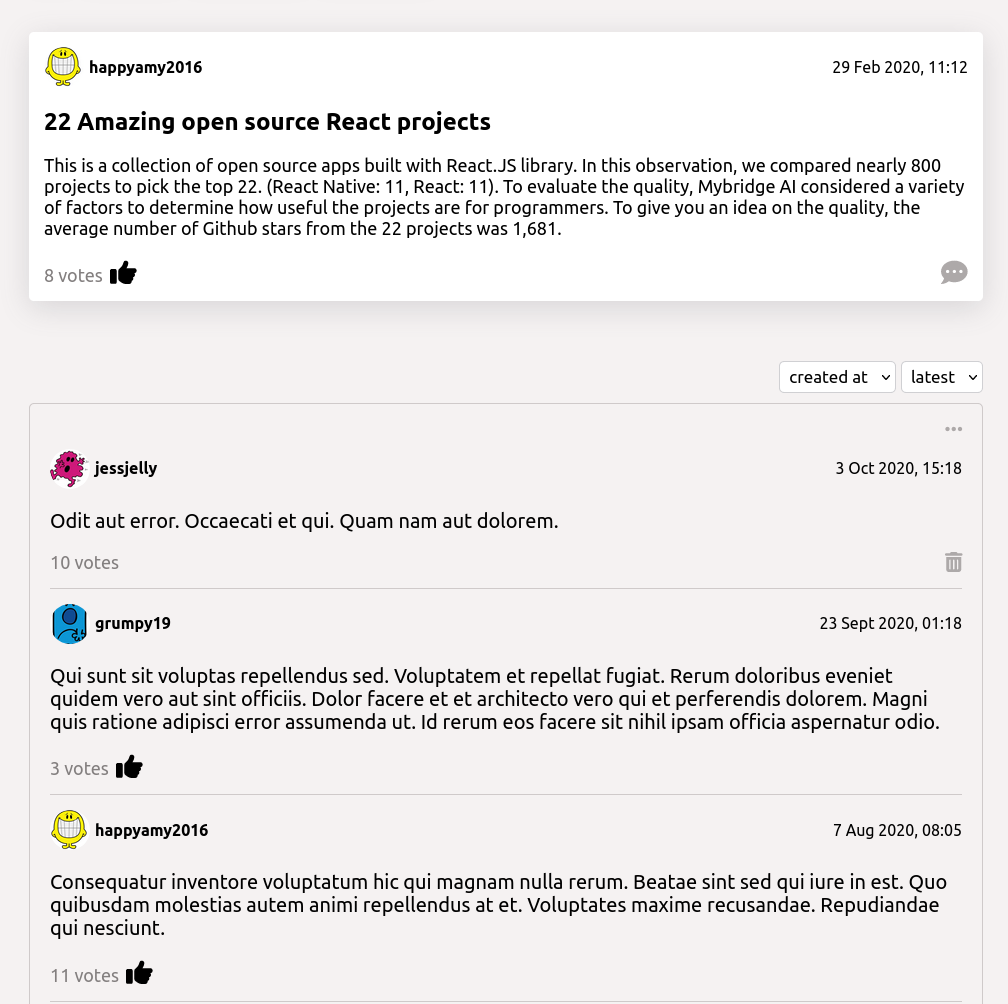 happyamy2016
29 Feb 2020, 11:12
22 Amazing open source React projects
This is a collection of open source apps built with React.JS library. In this observation, we compared nearly 800
projects to pick the top 22. (React Native: 11, React: 11). To evaluate the quality, Mybridge AI considered a variety
of factors to determine how useful the projects are for programmers. To give you an idea on the quality, the
average number of Github stars from the 22 projects was 1,681.
8 votes
created at
latest
jessjelly
3 Oct 2020, 15:18
Odit aut error. Occaecati et qui. Quam nam aut dolorem.
10 votes
grumpy19
23 Sept 2020, 01:18
Qui sunt sit voluptas repellendus sed. Voluptatem et repellat fugiat. Rerum doloribus eveniet
quidem vero aut sint officiis. Dolor facere et et architecto vero qui et perferendis dolorem. Magni
quis ratione adipisci error assumenda ut. Id rerum eos facere sit nihil ipsam officia aspernatur odio.
3 votes
happyamy2016
7 Aug 2020, 08:05
Consequatur inventore voluptatum hic qui magnam nulla rerum. Beatae sint sed qui iure in est. Quo
quibusdam molestias autem animi repellendus at et. Voluptates maxime recusandae. Repudiandae
qui nesciunt.
11 votes